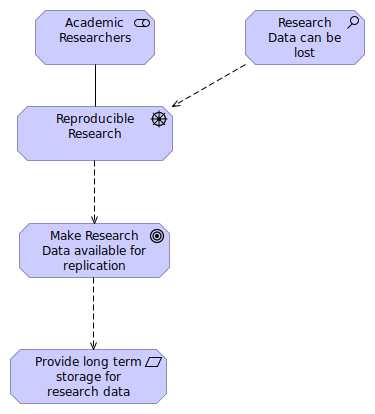 Academic
Researchers
Research
Data can be
lost
Reproducible
Research
Make Research
Data available for
replication
Provide long term
storage for
research data